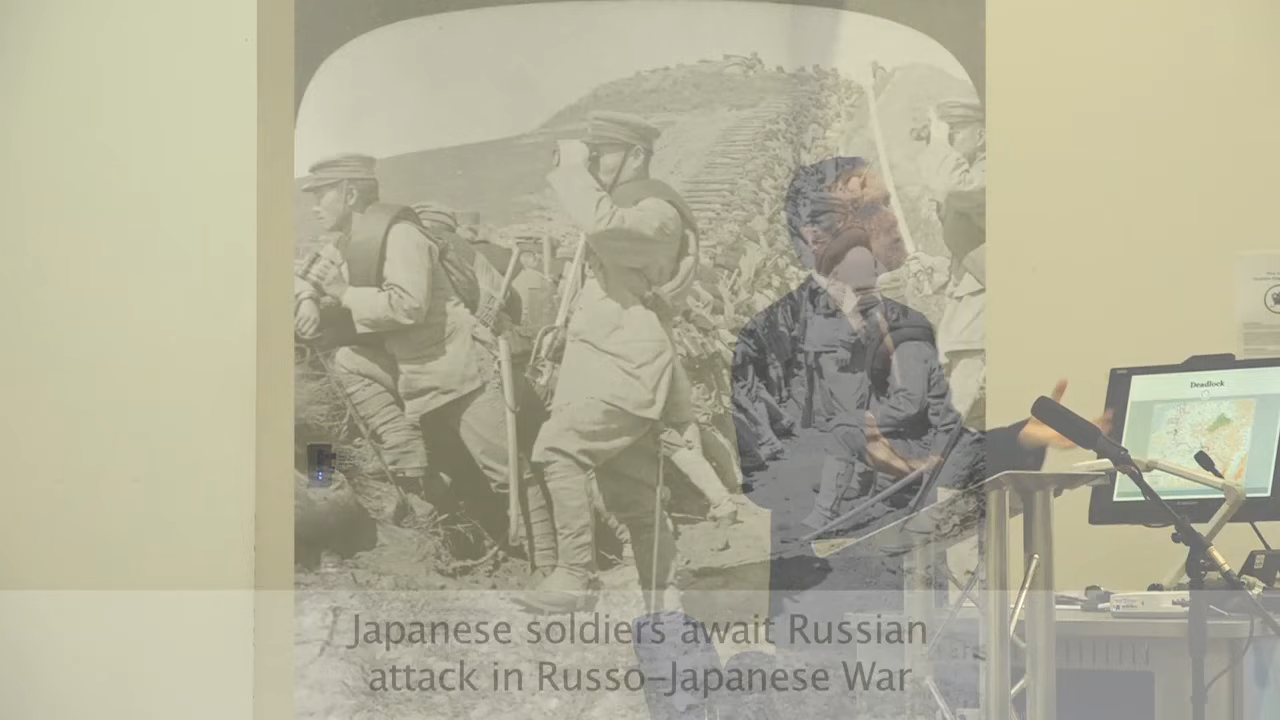 Deadlock
Japanese soldiers await Russian
attack in Russo-Japanese War